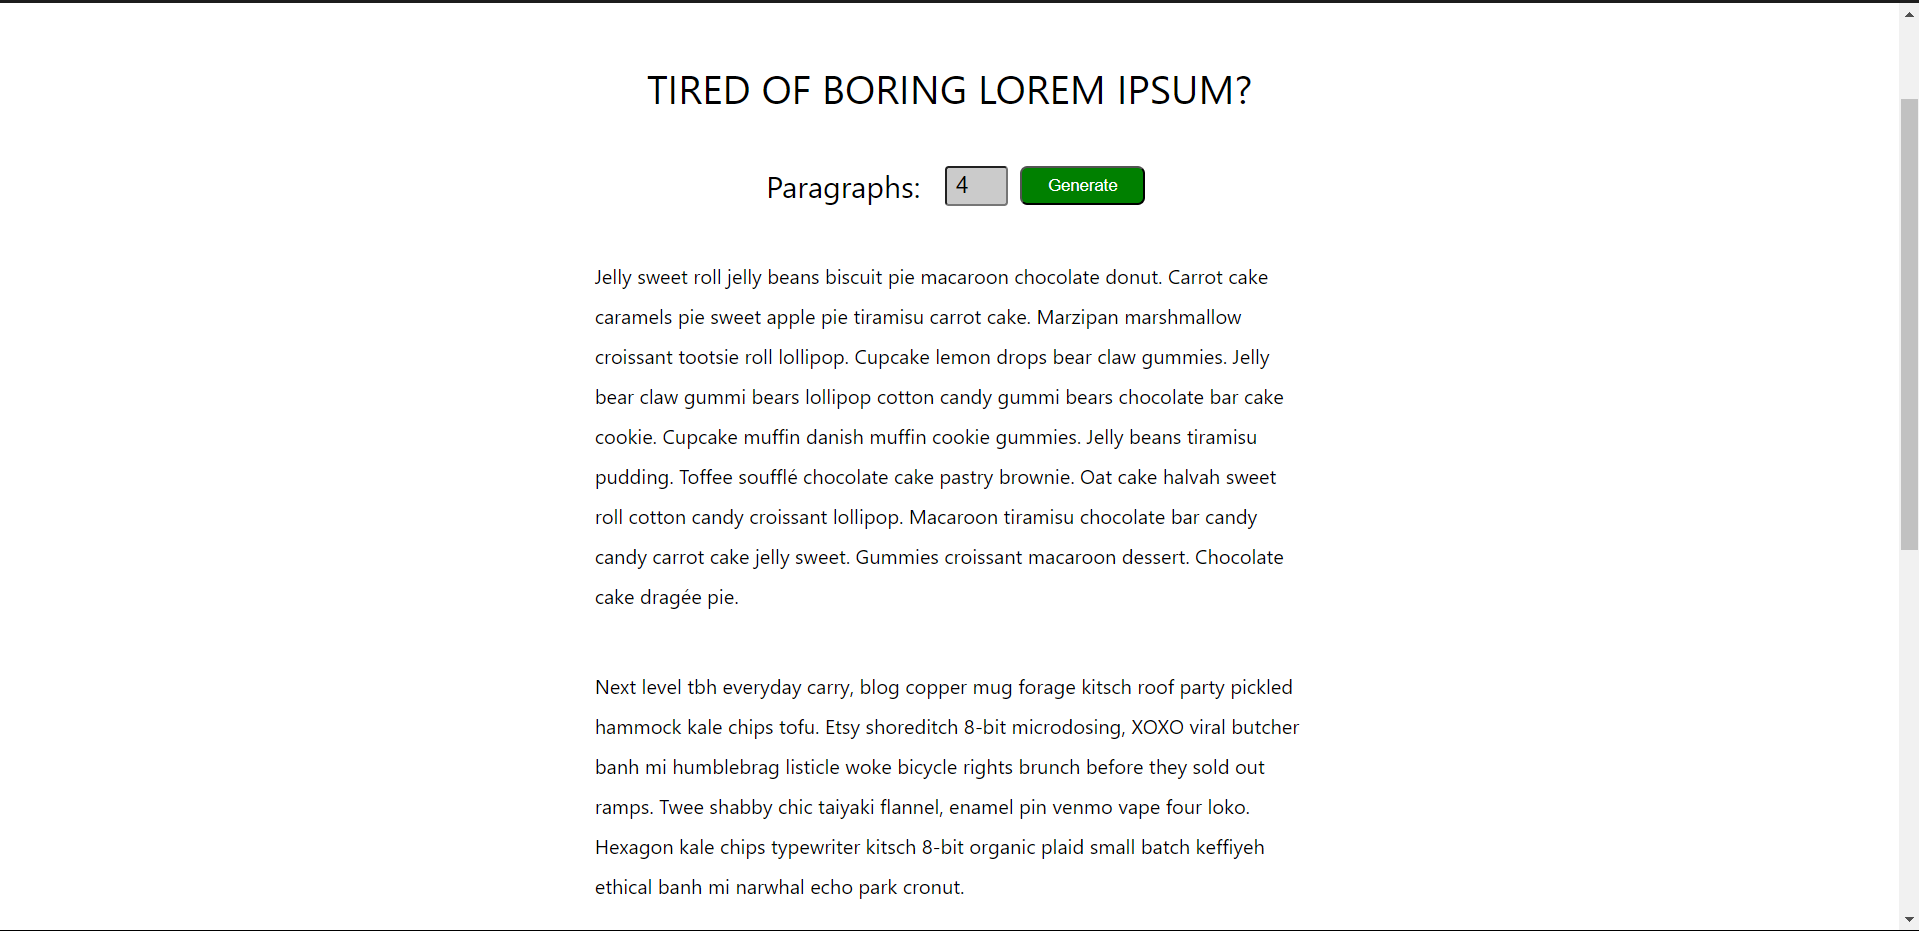 TIRED OF BORING LOREM IPSUM?
Paragraphs: 4 Generate
Jelly sweet roll jelly beans biscuit pie macaroon chocolate donut. Carrot cake
caramels pie sweet apple pie tiramisu carrot cake. Marzipan marshmallow
croissant tootsie roll lollipop. Cupcake lemon drops bear claw gummies. Jelly
bear claw gummi bears lollipop cotton candy gummi bears chocolate bar cake
cookie. Cupcake muffin danish muffin cookie gummies. Jelly beans tiramisu
pudding. Toffee soufflé chocolate cake pastry brownie. Oat cake halvah sweet
roll cotton candy croissant lollipop. Macaroon tiramisu chocolate bar candy
candy carrot cake jelly sweet. Gummies croissant macaroon dessert. Chocolate
cake dragée pie.
Next level tbh everyday carry, blog copper mug forage kitsch roof party pickled
hammock kale chips tofu. Etsy shoreditch 8-bit microdosing, XOXO viral butcher
banh mi humblebrag listicle woke bicycle rights brunch before they sold out
ramps. Twee shabby chic taiyaki flannel, enamel pin venmo vape four loko.
Hexagon kale chips typewriter kitsch 8-bit organic plaid small batch keffiyeh
ethical banh mi narwhal echo park cronut.